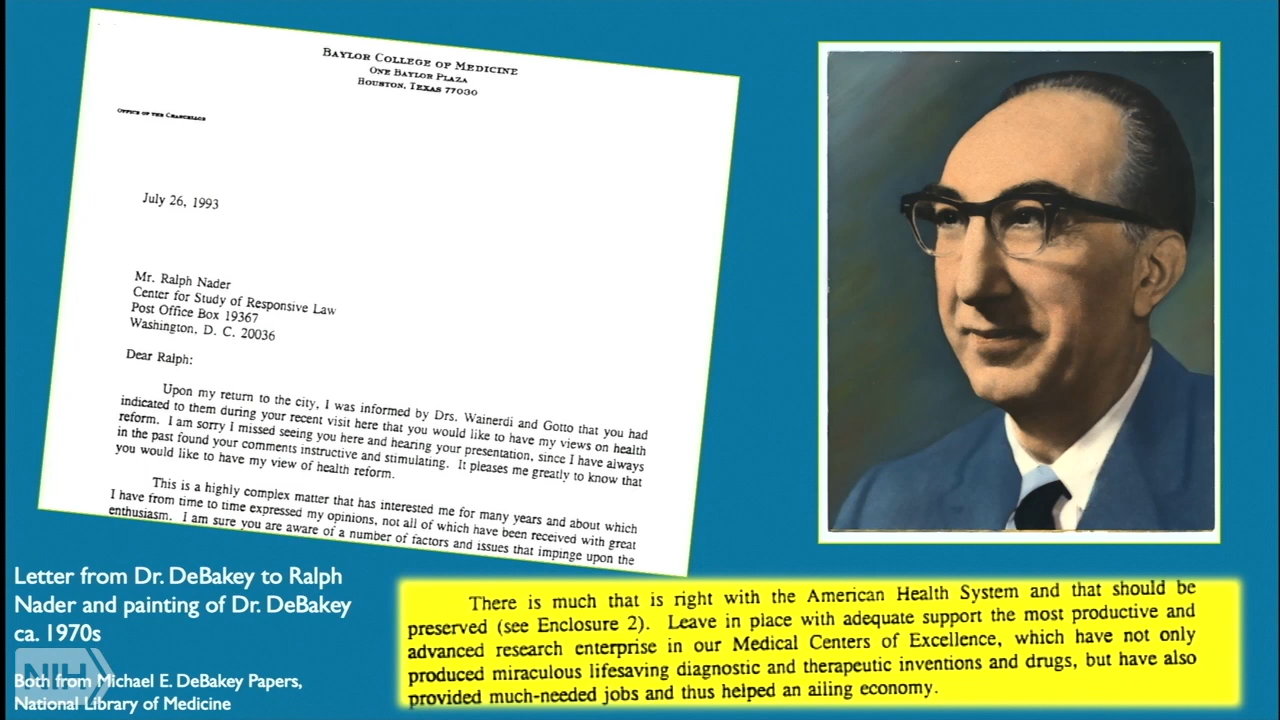 BAYLOR COLLEGE OF MEDICINE
ONE BAYLOR PLAZA
HOUSTON, TEXAS 77030
OFFICE OF THE CHANCELLOR
July 26, 1993
Mr. Ralph Nader
Center for Study of Responsive Law
Post Office Box 19367
Washington, D. C. 20036
Dear Ralph:
Upon my return to the city, I was informed by Drs. Wainerdi and Gotto that you had
indicated to them during your recent visit here that you would like to have my views on health
reform. I am sorry I missed seeing you here and hearing your presentation, since I have always
in the past found your comments instructive and stimulating. It pleases me greatly to know that
you would like to have my view of health reform.
This is a highly complex matter that has interested me for many years and about which
I have from time to time expressed my opinions, not all of which have been received with great
enthusiasm. I am sure you are aware of a number of factors and issues that impinge upon the
Letter from Dr. DeBakey to Ralph
Nader and painting of Dr. DeBakey
ca. 1970s
NIH
Both from Michael E. DeBakey Papers,
National Library of Medicine
There is much that is right with the American Health System and that should be
preserved (see Enclosure 2). Leave in place with adequate support the most productive and
advanced research enterprise in our Medical Centers of Excellence, which have not only
produced miraculous lifesaving diagnostic and therapeutic inventions and drugs, but have also
provided much-needed jobs and thus helped an ailing economy.